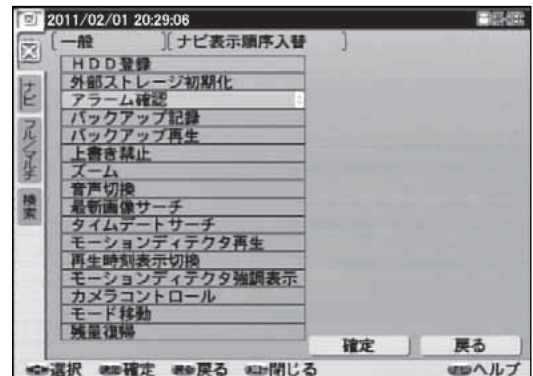 2011/02/01 20:29:06
[一般 ][ナビ表示順序入替 ]
HDD登録
外部ストレージ初期化
アラーム確認
バックアップ記録
バックアップ再生
上書き禁止
ズーム
音声切換
最新画像サーチ
タイムデートサーチ
モーションディテクタ再生
再生時刻表示切換
モーションディテクタ強調表示
カメラコントロール
モード移動
残量復帰
ナビ
フル/マルチ
検索
確定 戻る
選択 確定 戻る 閉じる ヘルプ